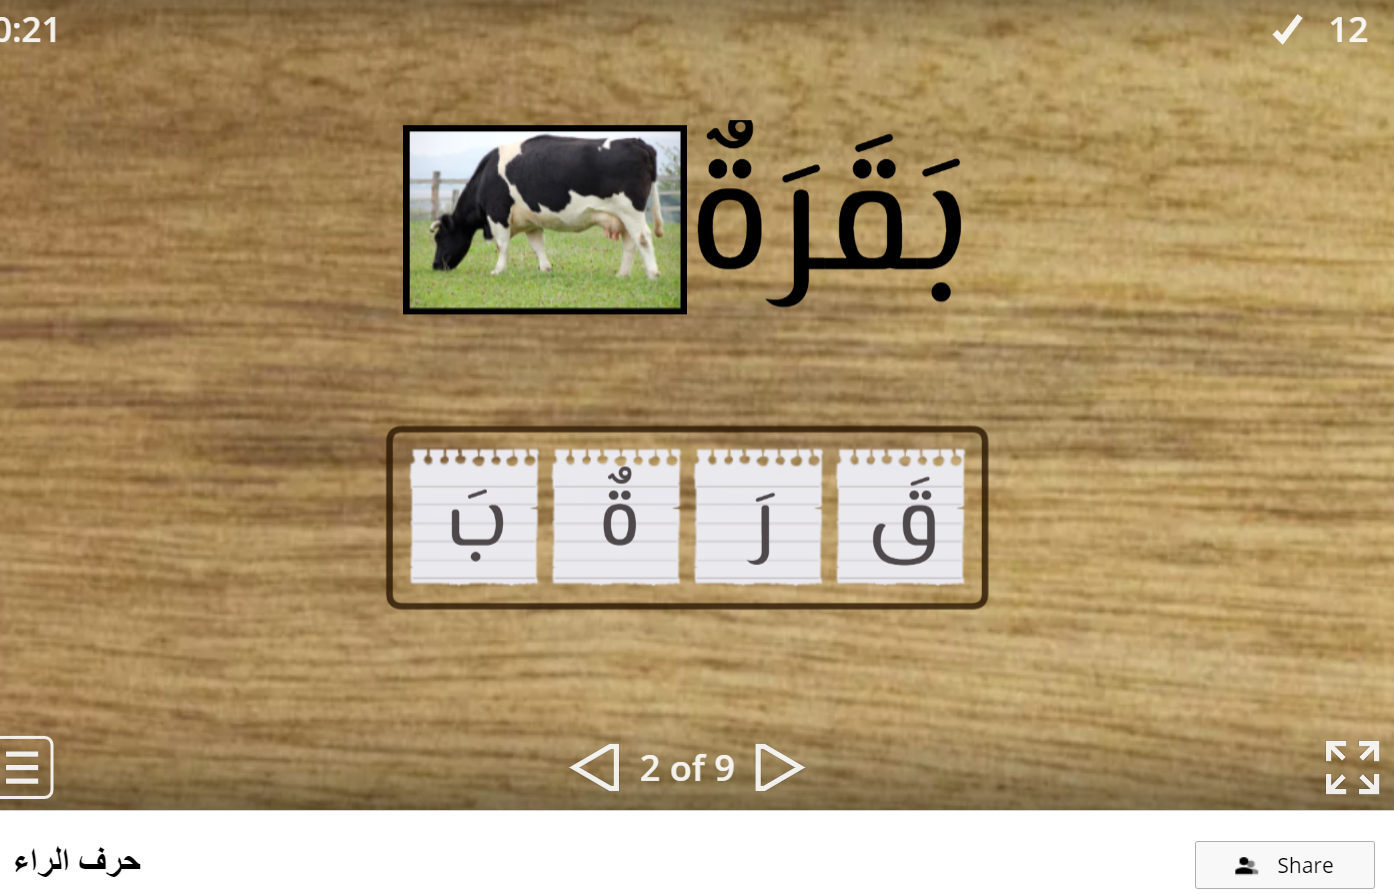 0:21
12
بَقَرَةٌ
بَ ةٌ رَ قَ
2 of 9
حرف الراء
Share